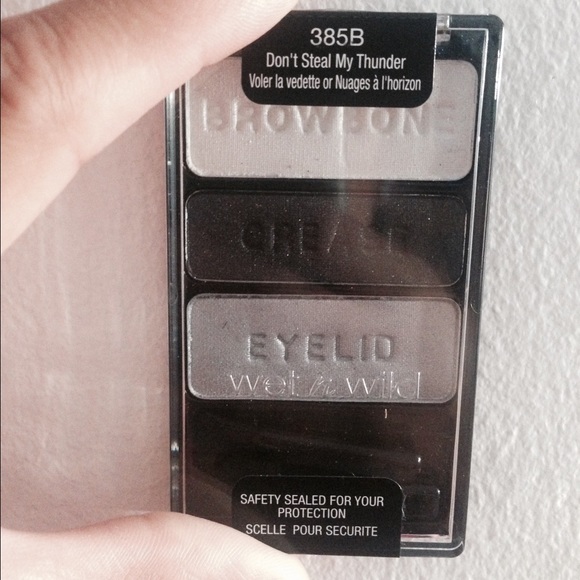 385B
Don't Steal My Thunder
Voler la vedette or Nuages à l'horizon
BROWBONE
CREASE
EYELID
wet n wild
SAFETY SEALED FOR YOUR
PROTECTION
SCELLE POUR SECURITE